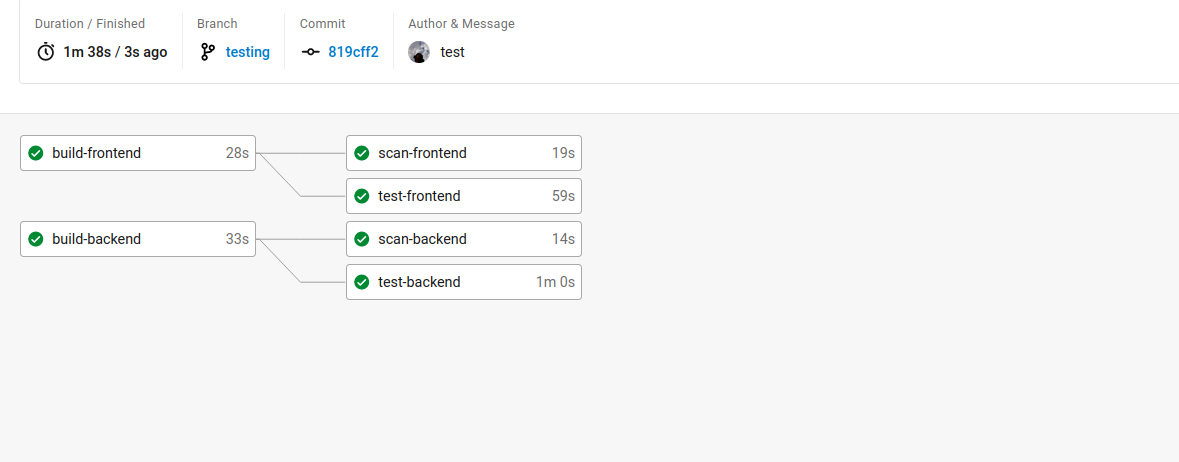 Duration / Finished
Branch
Commit
Author & Message
1m 38s / 3s ago
testing
819cff2
test
build-frontend 28s
scan-frontend 19s
test-frontend 59s
build-backend 33s
scan-backend 14s
test-backend 1m 0s